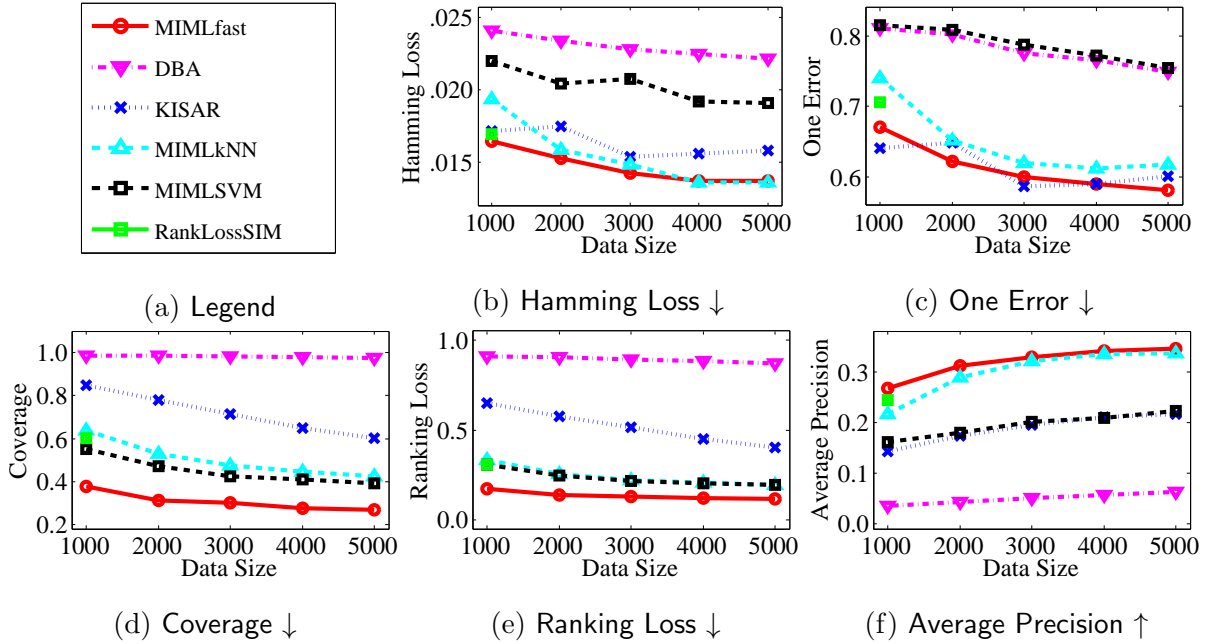 MIMLfast
DBA
KISAR
MIMLkNN
MIMLSVM
RankLossSIM
(a) Legend
Hamming Loss
.025
.020
.015
1000 2000 3000 4000 5000
Data Size
(b) Hamming Loss ↓
One Error
0.8
0.7
0.6
1000 2000 3000 4000 5000
Data Size
(c) One Error ↓
Coverage
1.0
0.8
0.6
0.4
0.2
1000 2000 3000 4000 5000
Data Size
(d) Coverage ↓
Ranking Loss
1.0
0.5
0.0
1000 2000 3000 4000 5000
Data Size
(e) Ranking Loss ↓
Average Precision
0.3
0.2
0.1
0.0
1000 2000 3000 4000 5000
Data Size
(f) Average Precision ↑